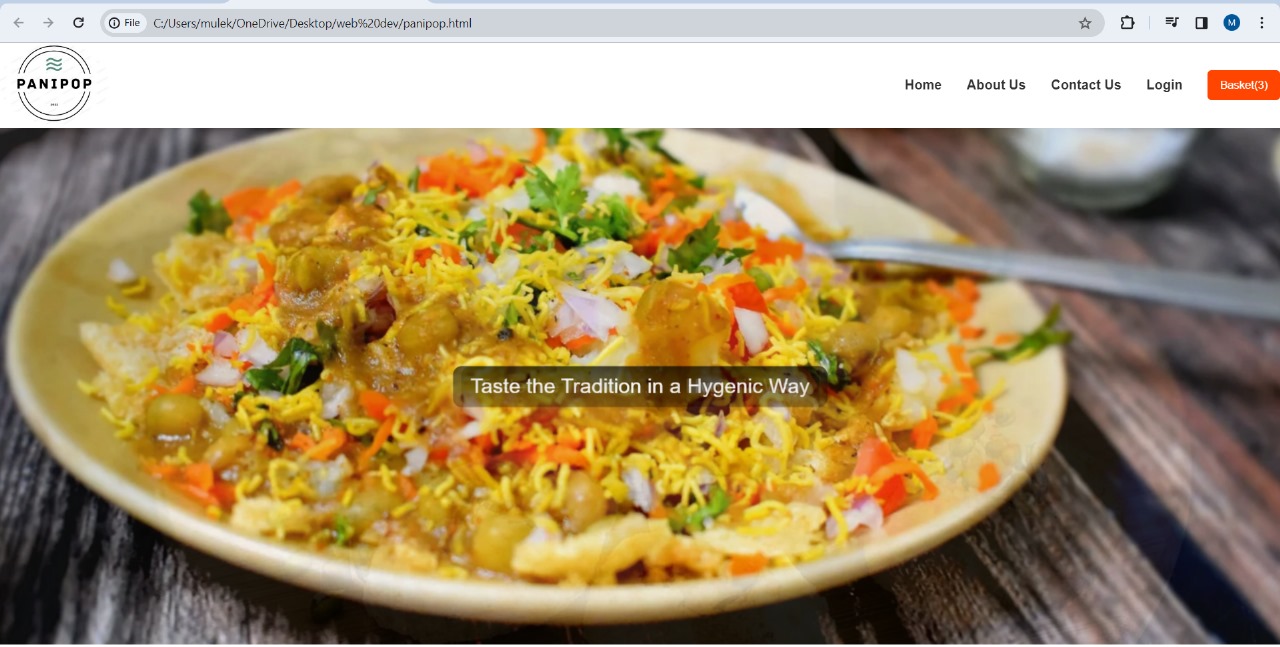 File C:/Users/mulek/OneDrive/Desktop/web%20dev/panipop.html
M
PANIPOP
Home About Us Contact Us Login Basket(3)
Taste the Tradition in a Hygenic Way